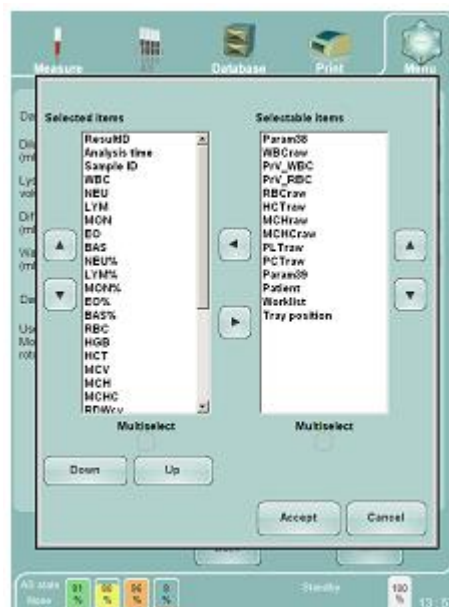 Measure Database Print Menu
Selected items
ResultID
Analysis time
Sample ID
WBC
NEU
LYM
MON
EO
BAS
NEU%
LYM%
MON%
EO%
BAS%
RBC
HGB
HCT
MCV
MCH
MCHC
RDWcv
Multiselect
Selectable items
Param38
WBCraw
PrV_WBC
PrV_RBC
RBCraw
HCTraw
MCHraw
MCHCraw
PLTraw
PCTraw
Param39
Patient
Worklist
Tray position
Multiselect
Down Up
Accept Cancel
Standby
100
%